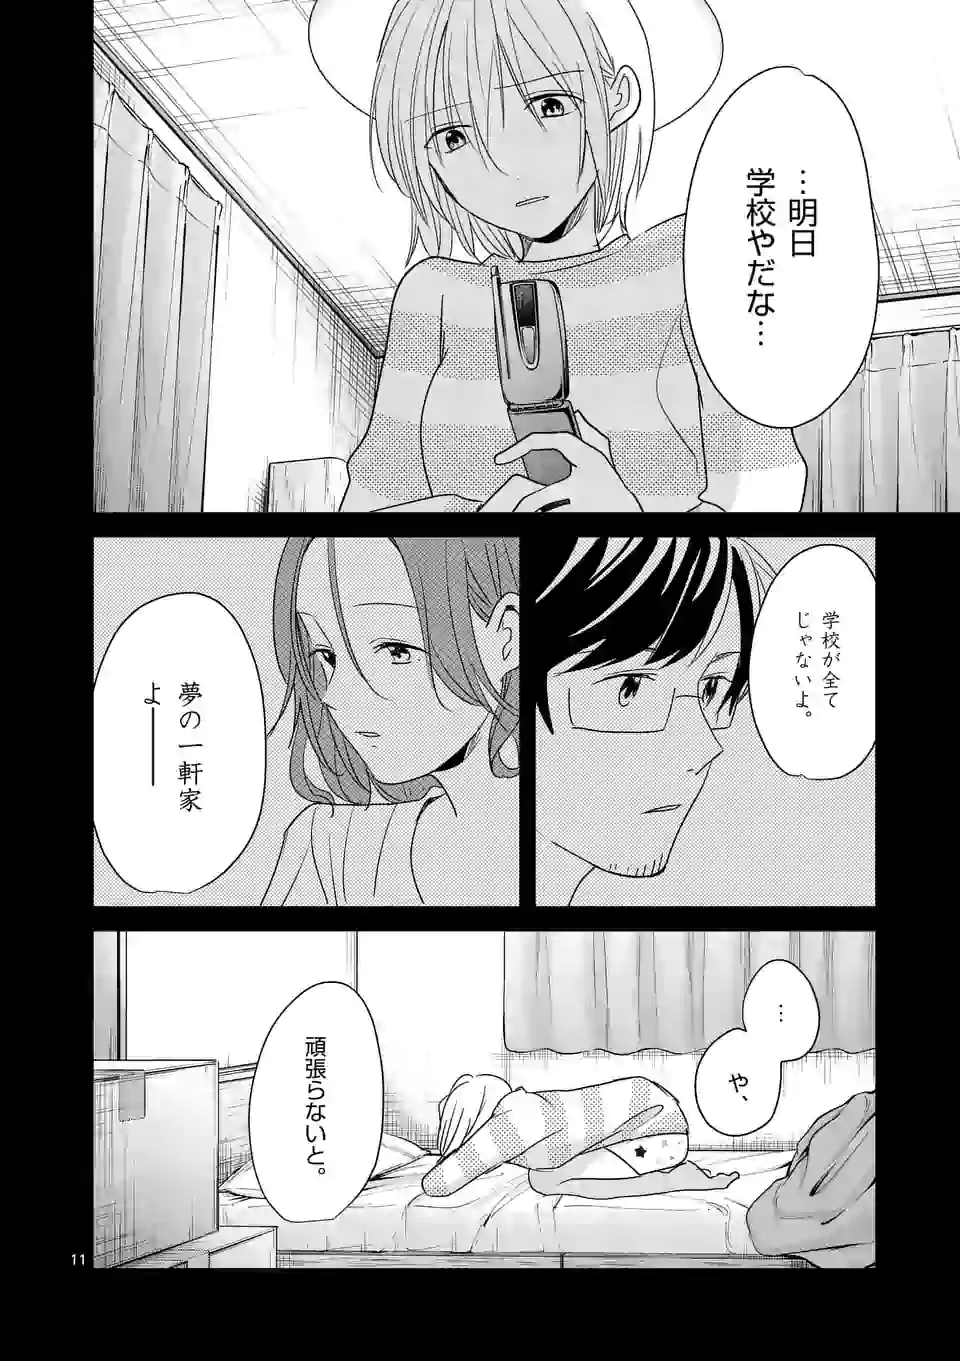 …明日
学校やだな…
学校が全て
じゃないよ。
夢の一軒家
よ――
…
や、
頑張らないと。
11